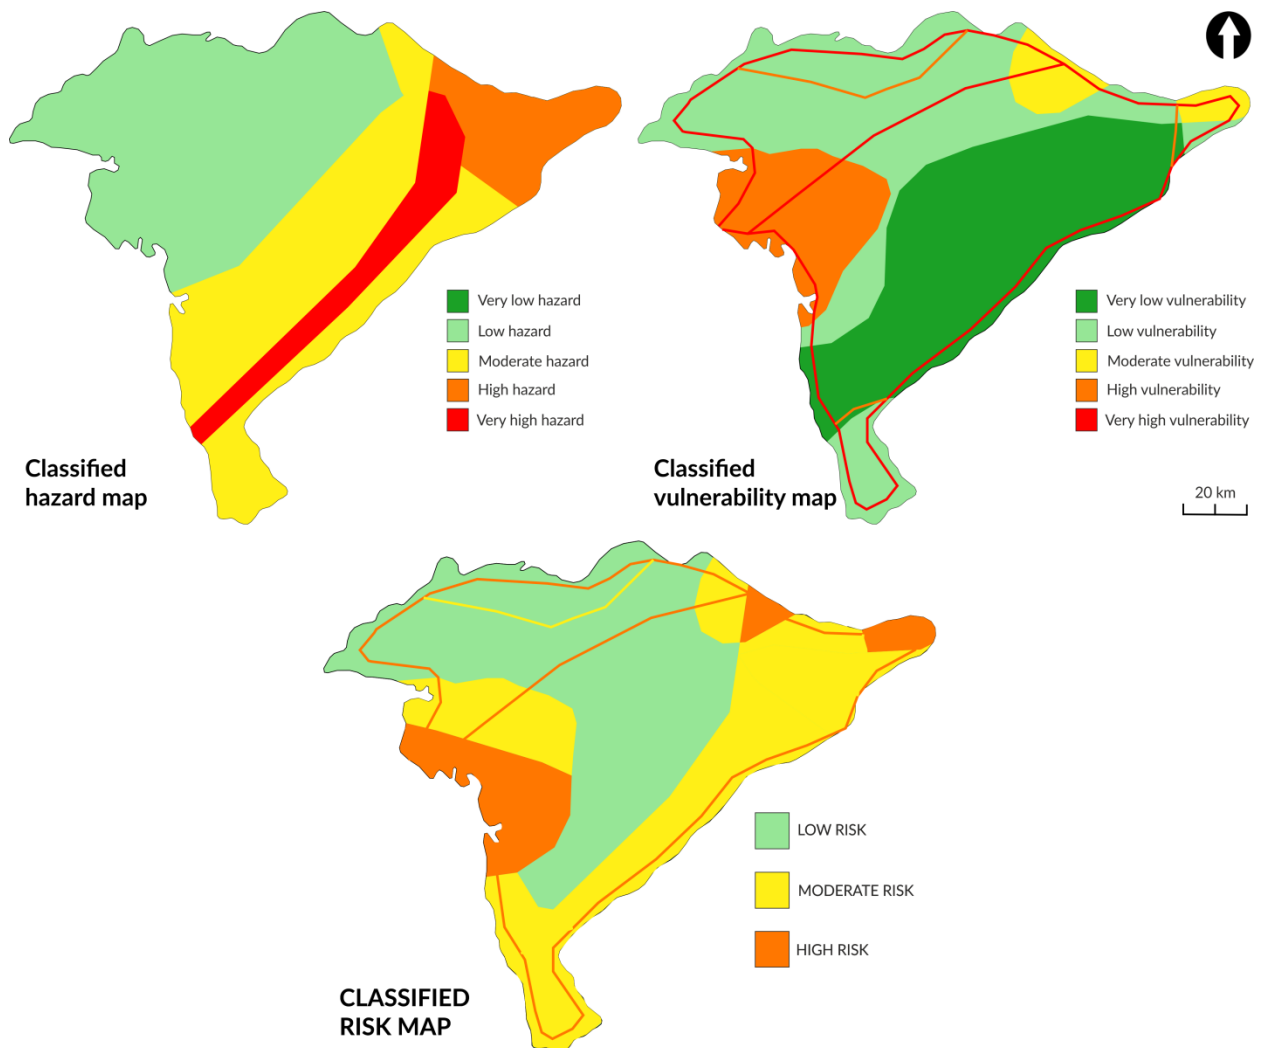 Very low hazard
Low hazard
Moderate hazard
High hazard
Very high hazard
Classified
hazard map
Very low vulnerability
Low vulnerability
Moderate vulnerability
High vulnerability
Very high vulnerability
Classified
vulnerability map
20 km
LOW RISK
MODERATE RISK
HIGH RISK
CLASSIFIED
RISK MAP